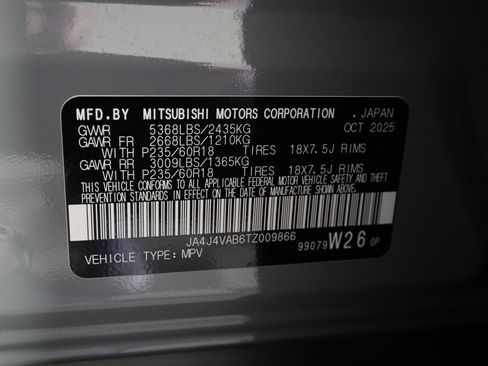 MFD.BY MITSUBISHI MOTORS CORPORATION . JAPAN
GVWR 5368LBS/2435KG OCT 2025
GAWR FR 2668LBS/1210KG
WITH P235/60R18 TIRES 18X7.5J RIMS
GAWR RR 3009LBS/1365KG
WITH P235/60R18 TIRES 18X7.5J RIMS
THIS VEHICLE CONFORMS TO ALL APPLICABLE FEDERAL MOTOR VEHICLE SAFETY AND THEFT
PREVENTION STANDARDS IN EFFECT ON THE DATE OF MANUFACTURE SHOWN ABOVE.
JA4J4VAB6TZ009866
VEHICLE TYPE: MPV 99079 W26 0P